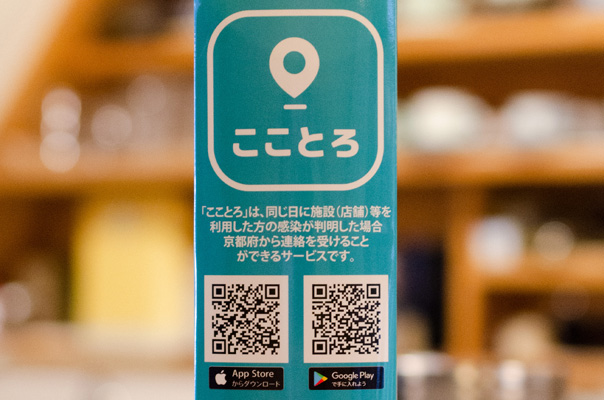 こことろ
「こことろ」は、同じ日に施設(店舗)等を
利用した方の感染が判明した場合
京都府から連絡を受けること
ができるサービスです。
App Store
からダウンロード
Google Play
で手に入れよう